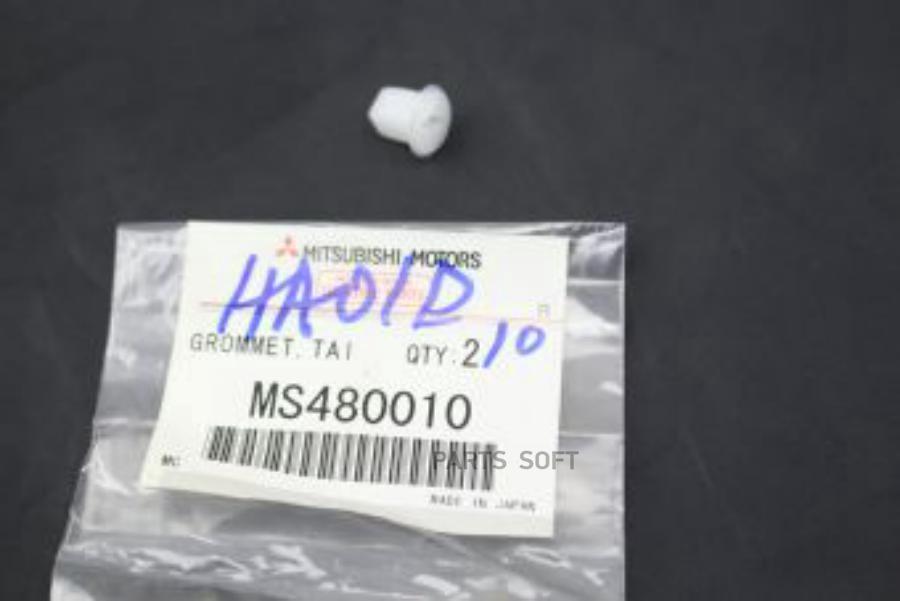 MITSUBISHI MOTORS
HA01D
R
GROMMET, TAI QTY. 2/10
MS480010
PARTS SOFT
MADE IN JAPAN